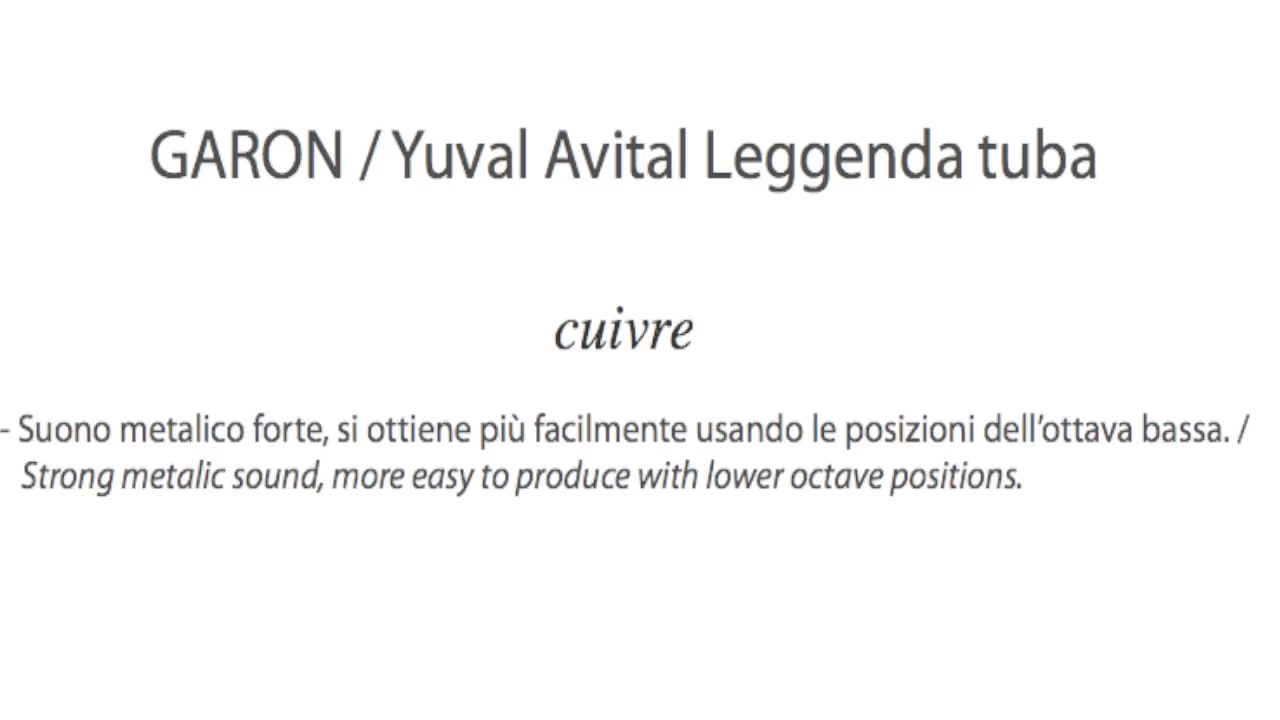 GARON / Yuval Avital Leggenda tuba
cuivre
- Suono metalico forte, si ottiene più facilmente usando le posizioni dell'ottava bassa. /
Strong metalic sound, more easy to produce with lower octave positions.